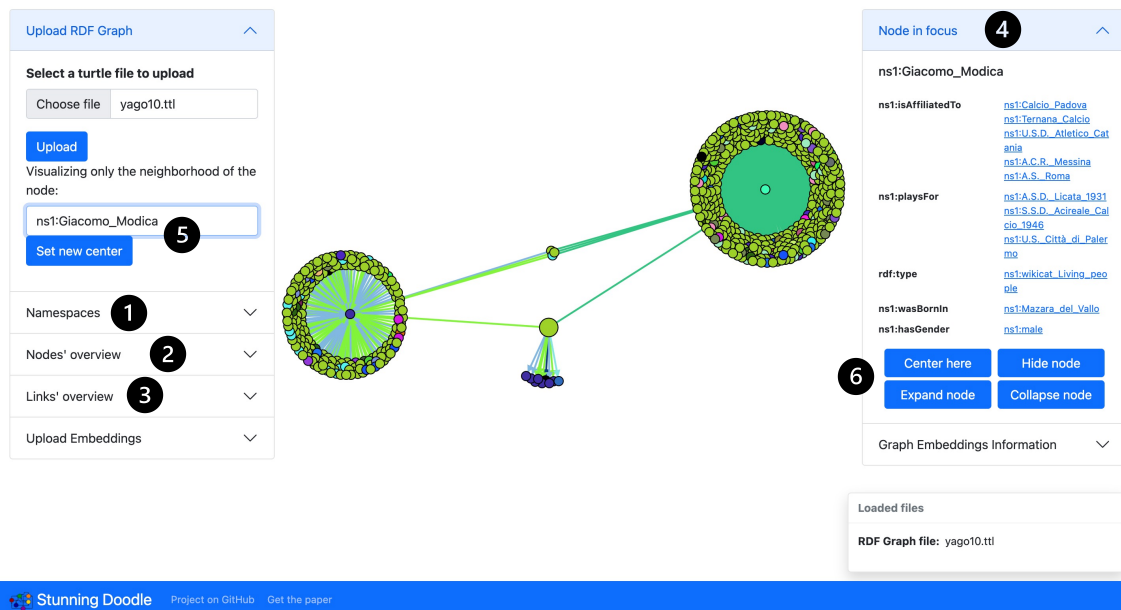 Upload RDF Graph
Select a turtle file to upload
Choose file yago10.ttl
Upload
Visualizing only the neighborhood of the
node:
ns1:Giacomo_Modica
5
Set new center
Namespaces 1
Nodes' overview 2
Links' overview 3
Upload Embeddings
Node in focus 4
ns1:Giacomo_Modica
ns1:isAffiliatedTo ns1:Calcio_Padova
ns1:Ternana_Calcio
ns1:U.S.D._Atletico_Cat
ania
ns1:A.C.R._Messina
ns1:A.S._Roma
ns1:playsFor ns1:A.S.D._Licata_1931
ns1:S.S.D._Acireale_Cal
cio_1946
ns1:U.S._Città_di_Paler
mo
rdf:type ns1:wikicat_Living_peo
ple
ns1:wasBornIn ns1:Mazara_del_Vallo
ns1:hasGender ns1:male
6
Center here Hide node
Expand node Collapse node
Graph Embeddings Information
Loaded files
RDF Graph file: yago10.ttl
Stunning Doodle Project on GitHub Get the paper